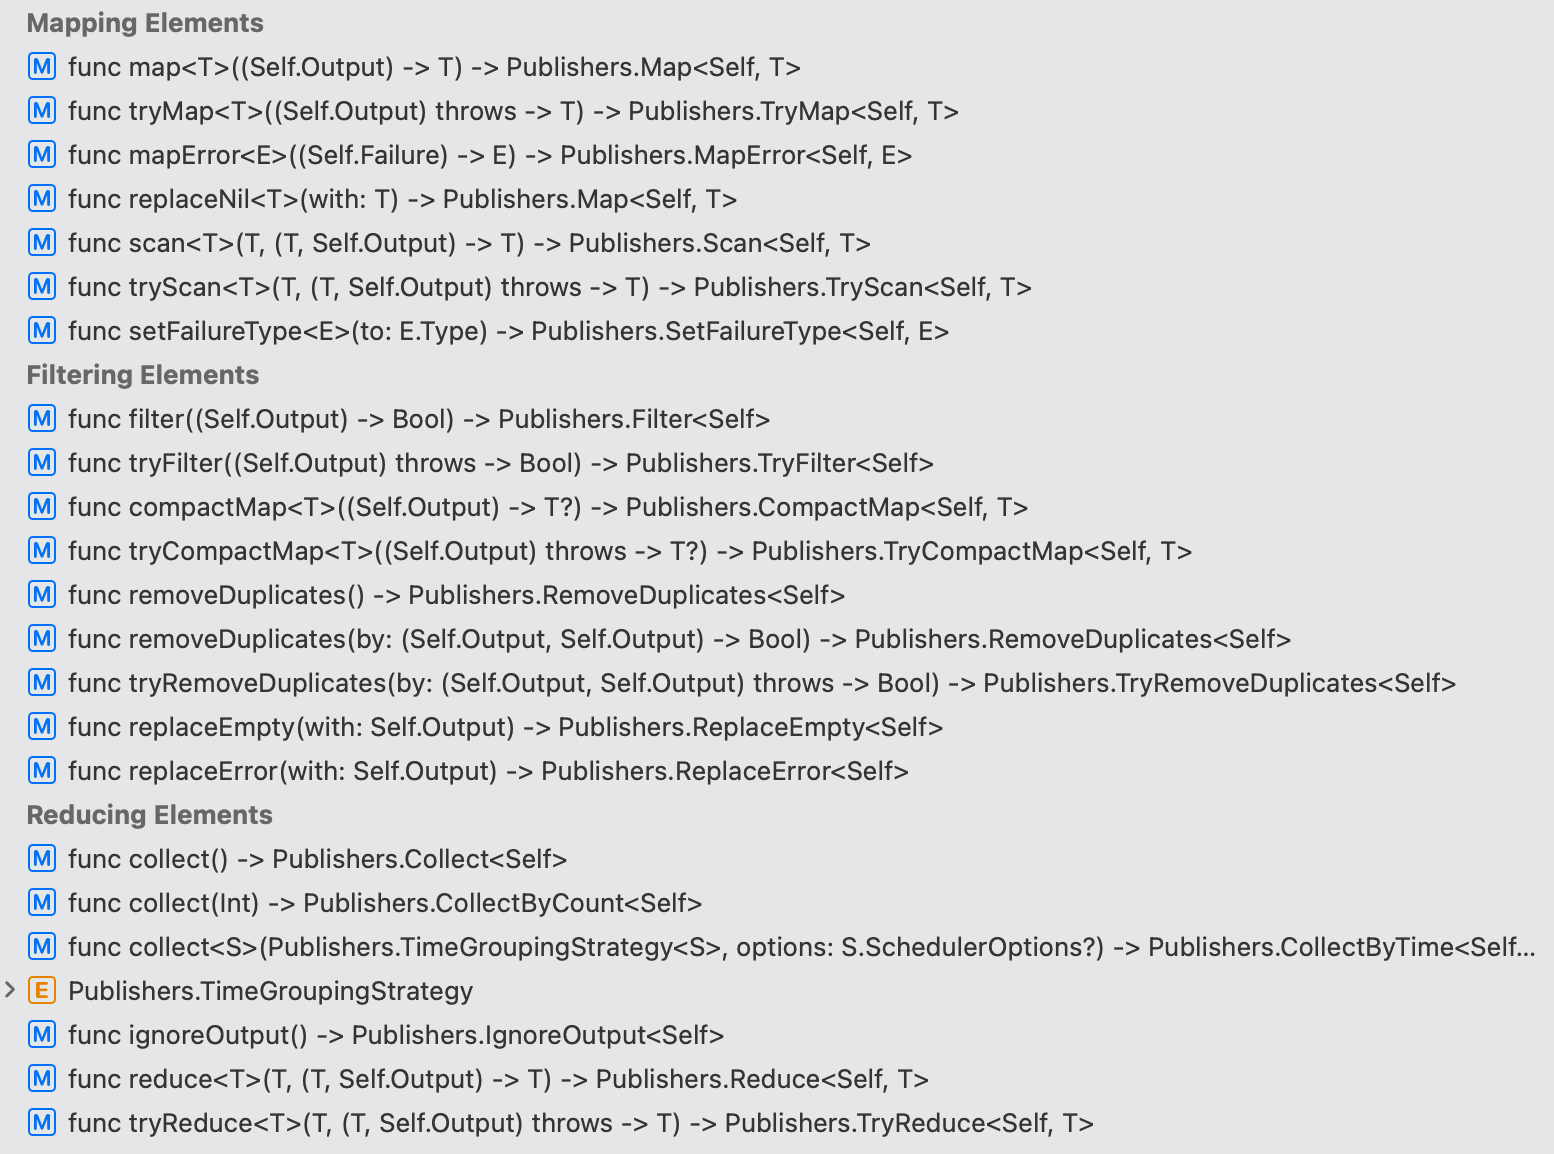 Mapping Elements
M func map<T>((Self.Output) -> T) -> Publishers.Map<Self, T>
M func tryMap<T>((Self.Output) throws -> T) -> Publishers.TryMap<Self, T>
M func mapError<E>((Self.Failure) -> E) -> Publishers.MapError<Self, E>
M func replaceNil<T>(with: T) -> Publishers.Map<Self, T>
M func scan<T>(T, (T, Self.Output) -> T) -> Publishers.Scan<Self, T>
M func tryScan<T>(T, (T, Self.Output) throws -> T) -> Publishers.TryScan<Self, T>
M func setFailureType<E>(to: E.Type) -> Publishers.SetFailureType<Self, E>
Filtering Elements
M func filter((Self.Output) -> Bool) -> Publishers.Filter<Self>
M func tryFilter((Self.Output) throws -> Bool) -> Publishers.TryFilter<Self>
M func compactMap<T>((Self.Output) -> T?) -> Publishers.CompactMap<Self, T>
M func tryCompactMap<T>((Self.Output) throws -> T?) -> Publishers.TryCompactMap<Self, T>
M func removeDuplicates() -> Publishers.RemoveDuplicates<Self>
M func removeDuplicates(by: (Self.Output, Self.Output) -> Bool) -> Publishers.RemoveDuplicates<Self>
M func tryRemoveDuplicates(by: (Self.Output, Self.Output) throws -> Bool) -> Publishers.TryRemoveDuplicates<Self>
M func replaceEmpty(with: Self.Output) -> Publishers.ReplaceEmpty<Self>
M func replaceError(with: Self.Output) -> Publishers.ReplaceError<Self>
Reducing Elements
M func collect() -> Publishers.Collect<Self>
M func collect(Int) -> Publishers.CollectByCount<Self>
M func collect<S>(Publishers.TimeGroupingStrategy<S>, options: S.SchedulerOptions?) -> Publishers.CollectByTime<Self...
E Publishers.TimeGroupingStrategy
M func ignoreOutput() -> Publishers.IgnoreOutput<Self>
M func reduce<T>(T, (T, Self.Output) -> T) -> Publishers.Reduce<Self, T>
M func tryReduce<T>(T, (T, Self.Output) throws -> T) -> Publishers.TryReduce<Self, T>